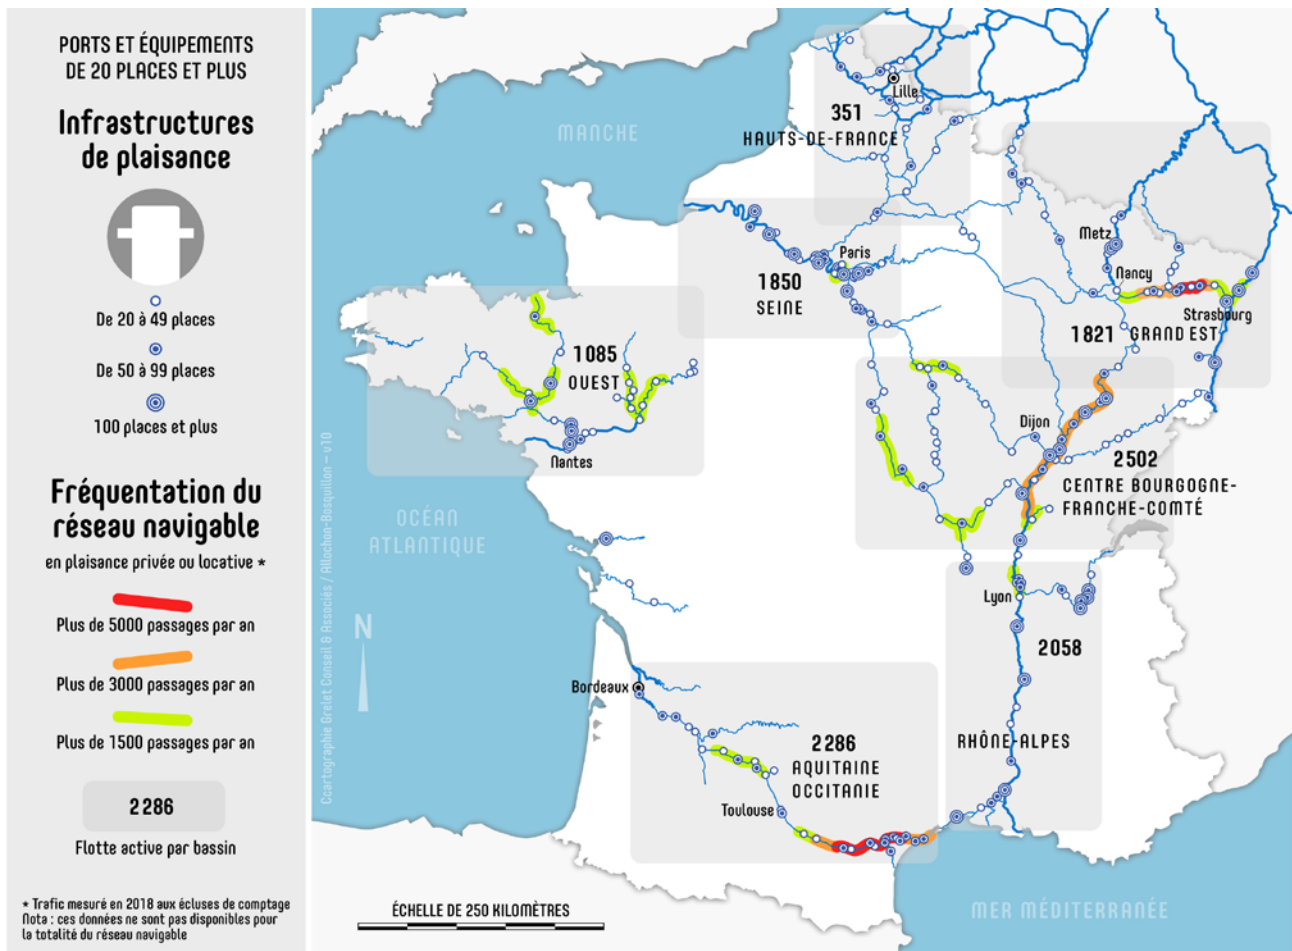 PORTS ET ÉQUIPEMENTS
DE 20 PLACES ET PLUS
Infrastructures
de plaisance
De 20 à 49 places
De 50 à 99 places
100 places et plus
Fréquentation du
réseau navigable
en plaisance privée ou locative *
Plus de 5000 passages par an
Plus de 3000 passages par an
Plus de 1500 passages par an
2 286
Flotte active par bassin
* Trafic mesuré en 2018 aux écluses de comptage
Nota : ces données ne sont pas disponibles pour
la totalité du réseau navigable
MANCHE
Lille
351
HAUTS-DE-FRANCE
Paris
1850
SEINE
Metz
Nancy
Strasbourg
1821
GRAND EST
1085
OUEST
Nantes
Dijon
2502
CENTRE BOURGOGNE-
FRANCHE-COMTÉ
OCÉAN
ATLANTIQUE
N
Lyon
2058
RHÔNE-ALPES
Bordeaux
2286
AQUITAINE
OCCITANIE
Toulouse
ÉCHELLE DE 250 KILOMÈTRES
MER MÉDITERRANÉE
Ccartographie Grelet Conseil & Associés / Allochon-Bosquillon – v10